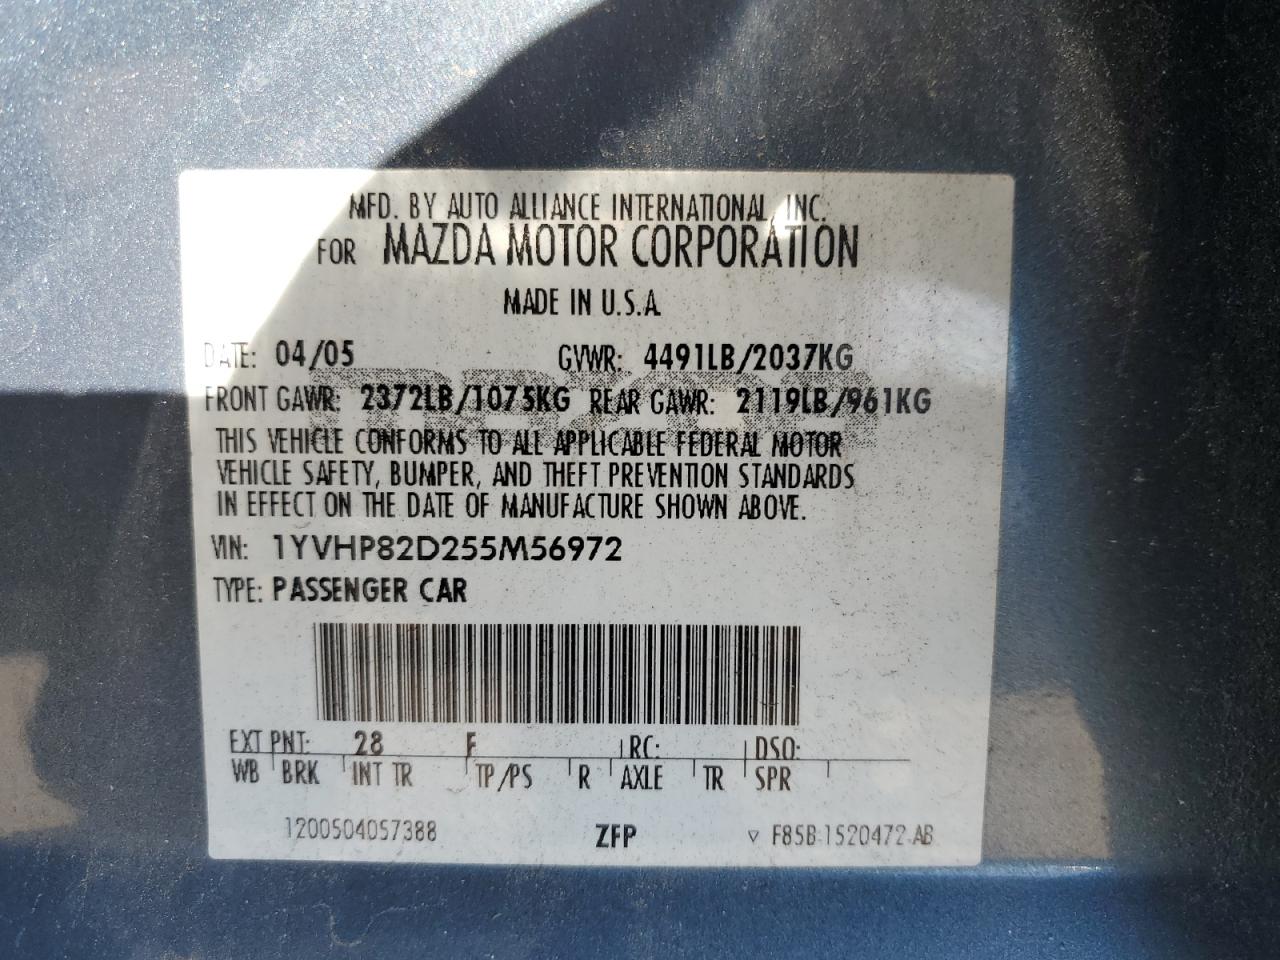 MFD. BY AUTO ALLIANCE INTERNATIONAL, INC.
FOR MAZDA MOTOR CORPORATION
MADE IN U.S.A.
DATE: 04/05 GVWR: 4491LB/2037KG
FRONT GAWR: 2372LB/1075KG REAR GAWR: 2119LB/961KG
THIS VEHICLE CONFORMS TO ALL APPLICABLE FEDERAL MOTOR
VEHICLE SAFETY, BUMPER, AND THEFT PREVENTION STANDARDS
IN EFFECT ON THE DATE OF MANUFACTURE SHOWN ABOVE.
VIN: 1YVHP82D255M56972
TYPE: PASSENGER CAR
EXT PNT: 28 F RC: DSO:
WB BRK INT TR TP/PS R AXLE TR SPR
1200504057388 ZFP ▽ F85B-1520472-AB